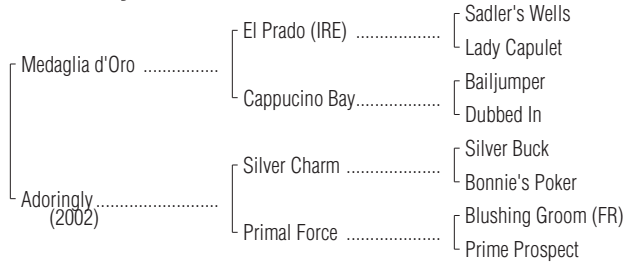 Sadler's Wells
El Prado (IRE) ..................
Lady Capulet
Medaglia d'Oro ................
Bailjumper
Cappucino Bay....................
Dubbed In
Silver Buck
Silver Charm ....................
Bonnie's Poker
Adoringly..........................
(2002)
Blushing Groom (FR)
Primal Force ....................
Prime Prospect